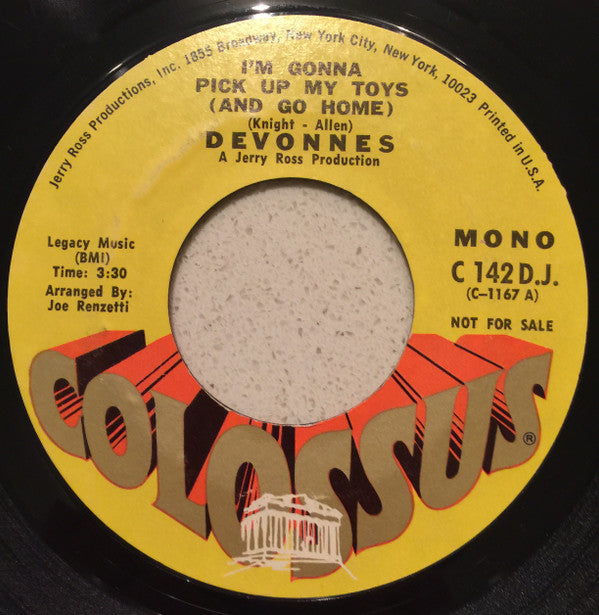 Jerry Ross Productions, Inc. 1855 Broadway, New York City, New York, 10023 Printed in U.S.A.
I'M GONNA
PICK UP MY TOYS
(AND GO HOME)
(Knight - Allen)
DEVONNES
A Jerry Ross Production
Legacy Music
(BMI)
Time: 3:30
Arranged By:
Joe Renzetti
MONO
C 142 D.J.
(C-1167 A)
NOT FOR SALE
COLOSSUS®